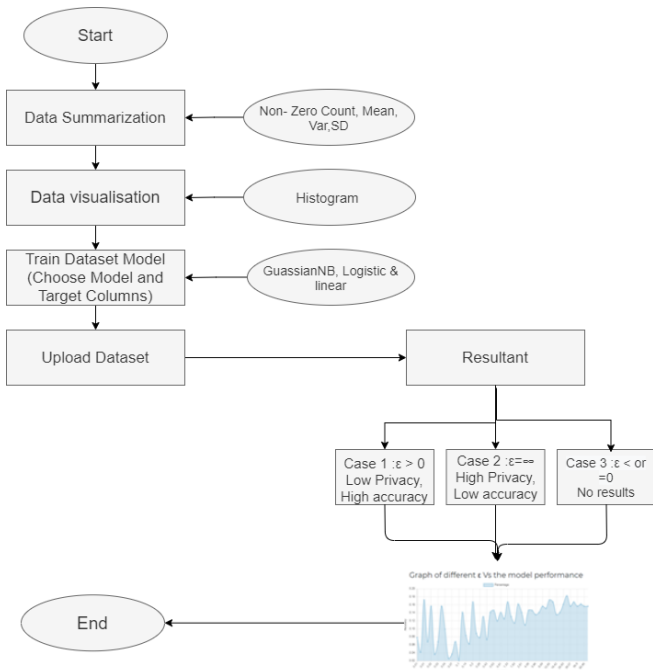 Start
Data Summarization
Non- Zero Count, Mean,
Var,SD
Data visualisation
Histogram
Train Dataset Model
(Choose Model and
Target Columns)
GuassianNB, Logistic &
linear
Upload Dataset
Resultant
Case 1 :ε > 0
Low Privacy,
High accuracy
Case 2 :ε=∞
High Privacy,
Low accuracy
Case 3 :ε < or
=0
No results
Graph of different ε Vs the model performance
End